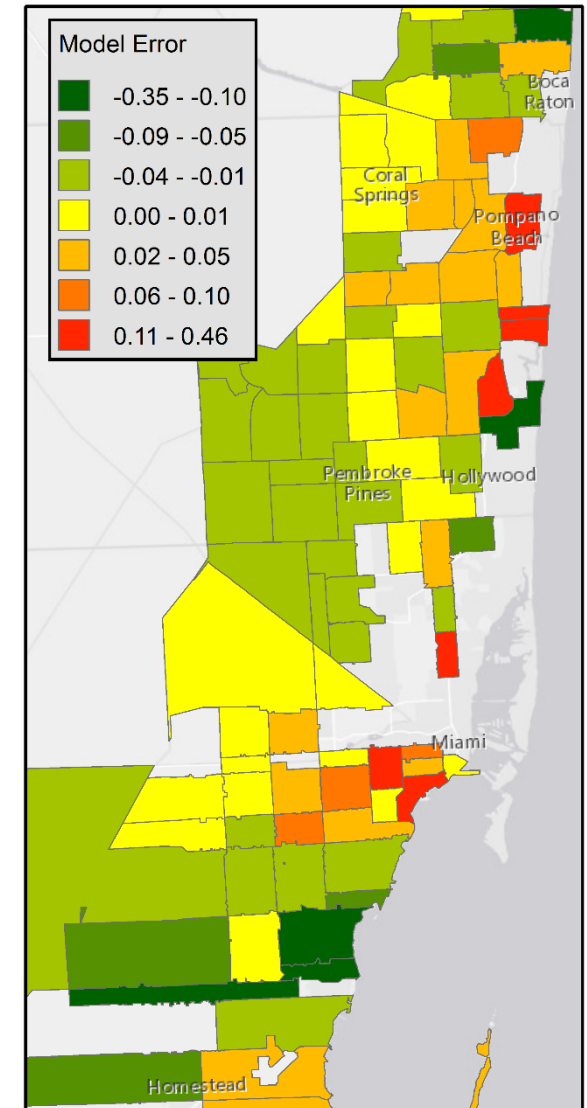 Model Error
-0.35 - -0.10
-0.09 - -0.05
-0.04 - -0.01
0.00 - 0.01
0.02 - 0.05
0.06 - 0.10
0.11 - 0.46
Boca
Raton
Coral
Springs
Pompano
Beach
Pembroke
Pines
Hollywood
Miami
Homestead